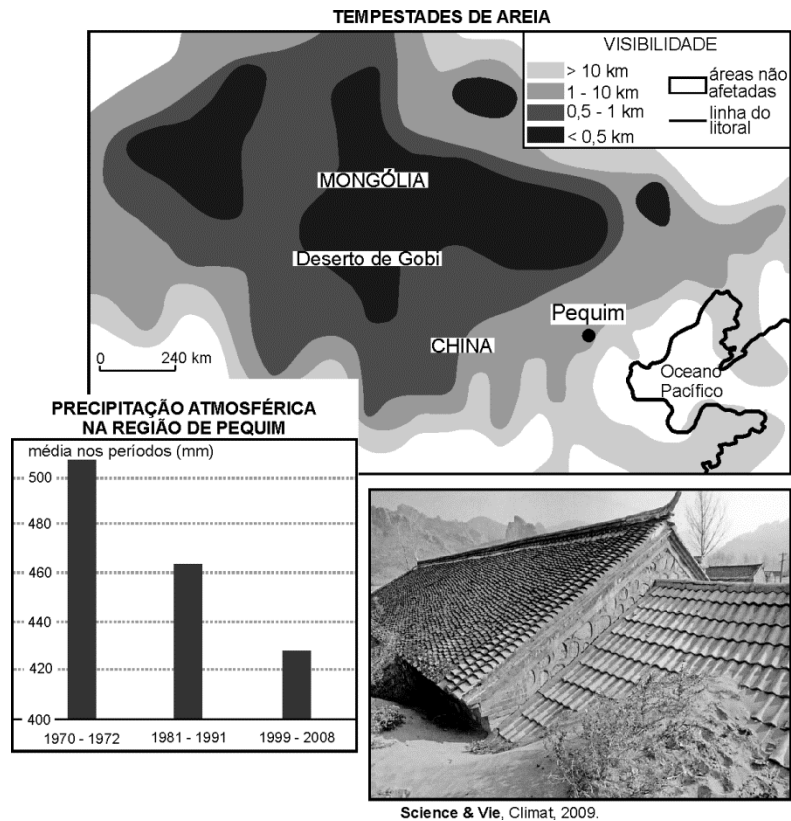 TEMPESTADES DE AREIA
VISIBILIDADE
> 10 km
1 - 10 km
0,5 - 1 km
< 0,5 km
áreas não
afetadas
linha do
litoral
MONGÓLIA
Deserto de Gobi
Pequim
CHINA
0 240 km
Oceano
Pacífico
PRECIPITAÇÃO ATMOSFÉRICA
NA REGIÃO DE PEQUIM
média nos períodos (mm)
500
480
460
440
420
400
1970 - 1972 1981 - 1991 1999 - 2008
Science & Vie, Climat, 2009.